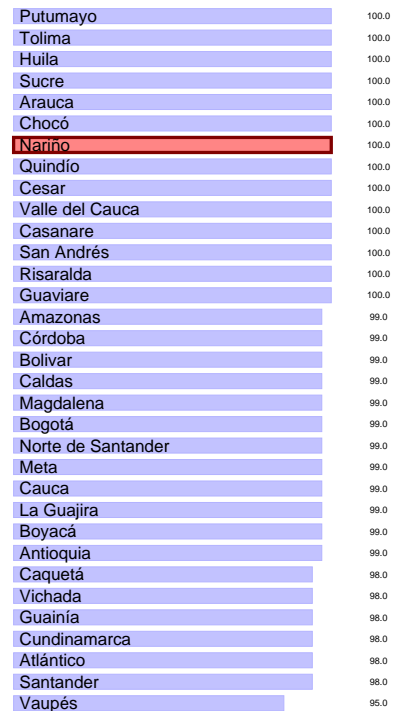 Putumayo 100.0
Tolima 100.0
Huila 100.0
Sucre 100.0
Arauca 100.0
Chocó 100.0
Nariño 100.0
Quindío 100.0
Cesar 100.0
Valle del Cauca 100.0
Casanare 100.0
San Andrés 100.0
Risaralda 100.0
Guaviare 100.0
Amazonas 99.0
Córdoba 99.0
Bolivar 99.0
Caldas 99.0
Magdalena 99.0
Bogotá 99.0
Norte de Santander 99.0
Meta 99.0
Cauca 99.0
La Guajira 99.0
Boyacá 99.0
Antioquia 99.0
Caquetá 98.0
Vichada 98.0
Guainía 98.0
Cundinamarca 98.0
Atlántico 98.0
Santander 98.0
Vaupés 95.0